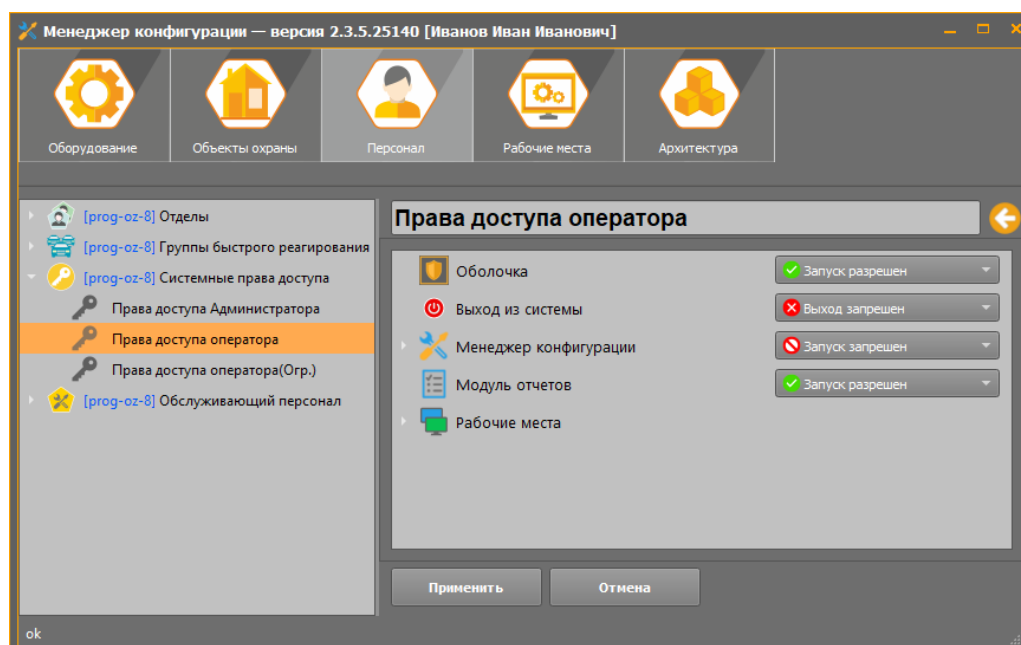 Менеджер конфигурации — версия 2.3.5.25140 [Иванов Иван Иванович]
Оборудование
Объекты охраны
Персонал
Рабочие места
Архитектура
[prog-oz-8] Отделы
[prog-oz-8] Группы быстрого реагирования
[prog-oz-8] Системные права доступа
Права доступа Администратора
Права доступа оператора
Права доступа оператора(Огр.)
[prog-oz-8] Обслуживающий персонал
Права доступа оператора
Оболочка Запуск разрешен
Выход из системы Выход запрешен
Менеджер конфигурации Запуск запрешен
Модуль отчетов Запуск разрешен
Рабочие места
Применить Отмена
ok